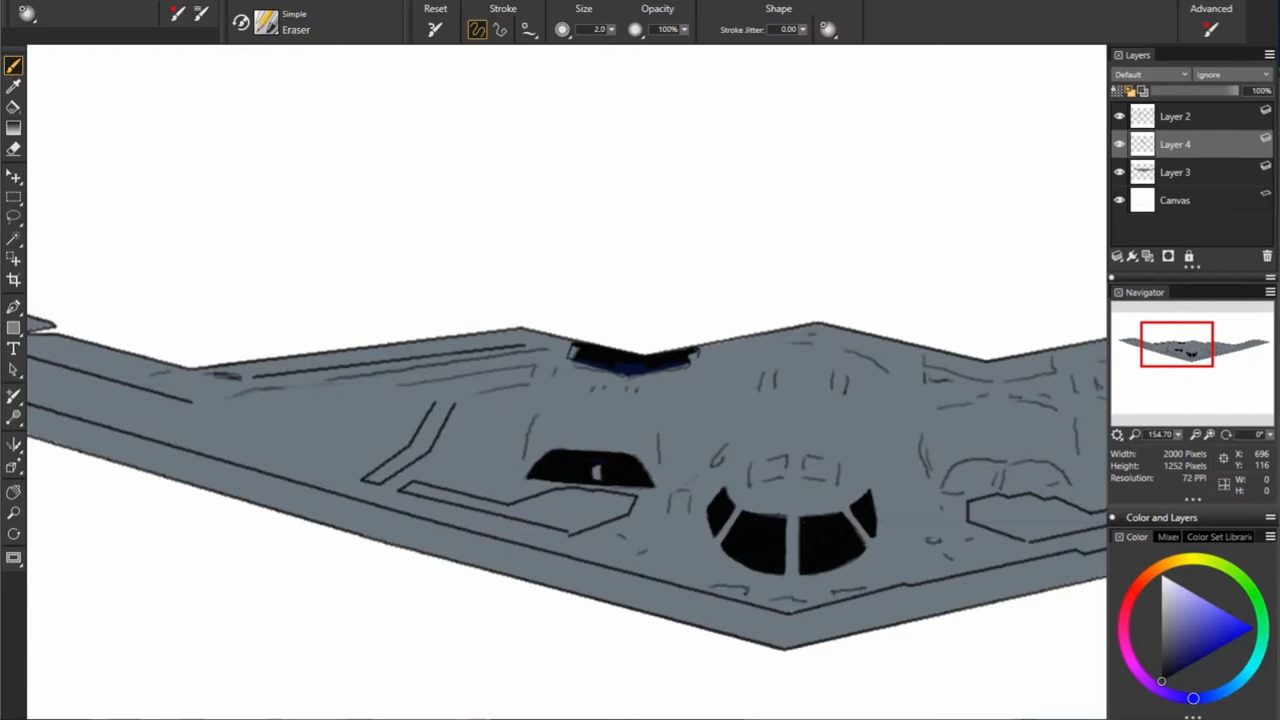 Simple
Eraser
Reset
Stroke
Size
2.0
Opacity
100%
Shape
Stroke Jitter: 0.00
Advanced
Layers
Default
Ignore
100%
Layer 2
Layer 4
Layer 3
Canvas
Navigator
154.70
0°
Width: 2000 Pixels
Height: 1252 Pixels
Resolution: 72 PPI
X: 696
Y: 116
W: 0
H: 0
Color and Layers
Color
Mixer
Color Set Librari
T